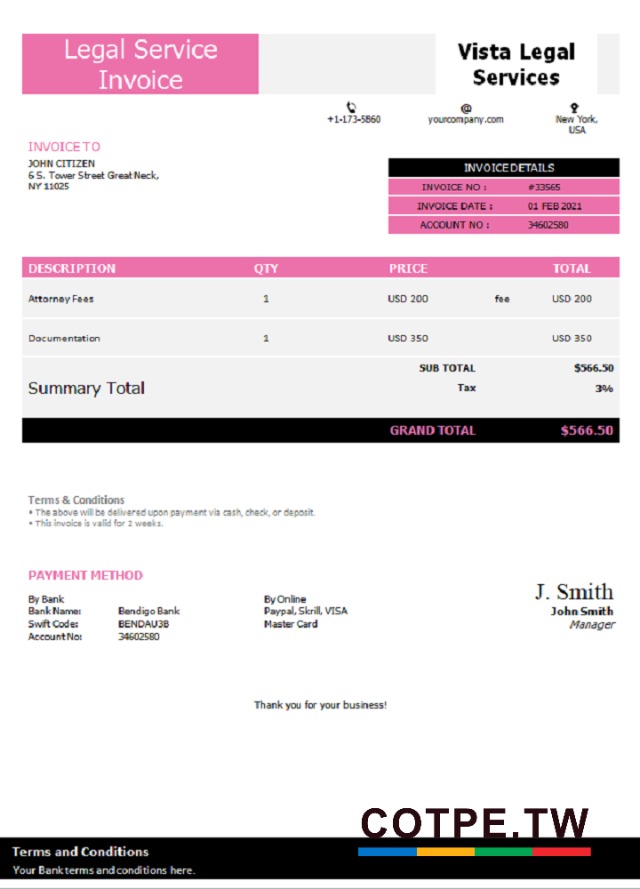 Legal Service
Invoice
Vista Legal
Services
+1-173-5860
@
yourcompany.com
New York,
USA
INVOICE TO
JOHN CITIZEN
6 S. Tower Street Great Neck,
NY 11025
INVOICE DETAILS
INVOICE NO : #33565
INVOICE DATE : 01 FEB 2021
ACCOUNT NO : 34602580
DESCRIPTION QTY PRICE TOTAL
Attorney Fees 1 USD 200 fee USD 200
Documentation 1 USD 350 USD 350
SUB TOTAL $566.50
Summary Total
Tax 3%
GRAND TOTAL $566.50
Terms & Conditions
• The above will be delivered upon payment via cash, check, or deposit.
• This invoice is valid for 2 weeks.
PAYMENT METHOD
By Bank
Bank Name: Bendigo Bank
Swift Code: BENDAU3B
Account No: 34602580
By Online
Paypal, Skrill, VISA
Master Card
J. Smith
John Smith
Manager
Thank you for your business!
COTPE.TW
Terms and Conditions
Your Bank terms and conditions here.